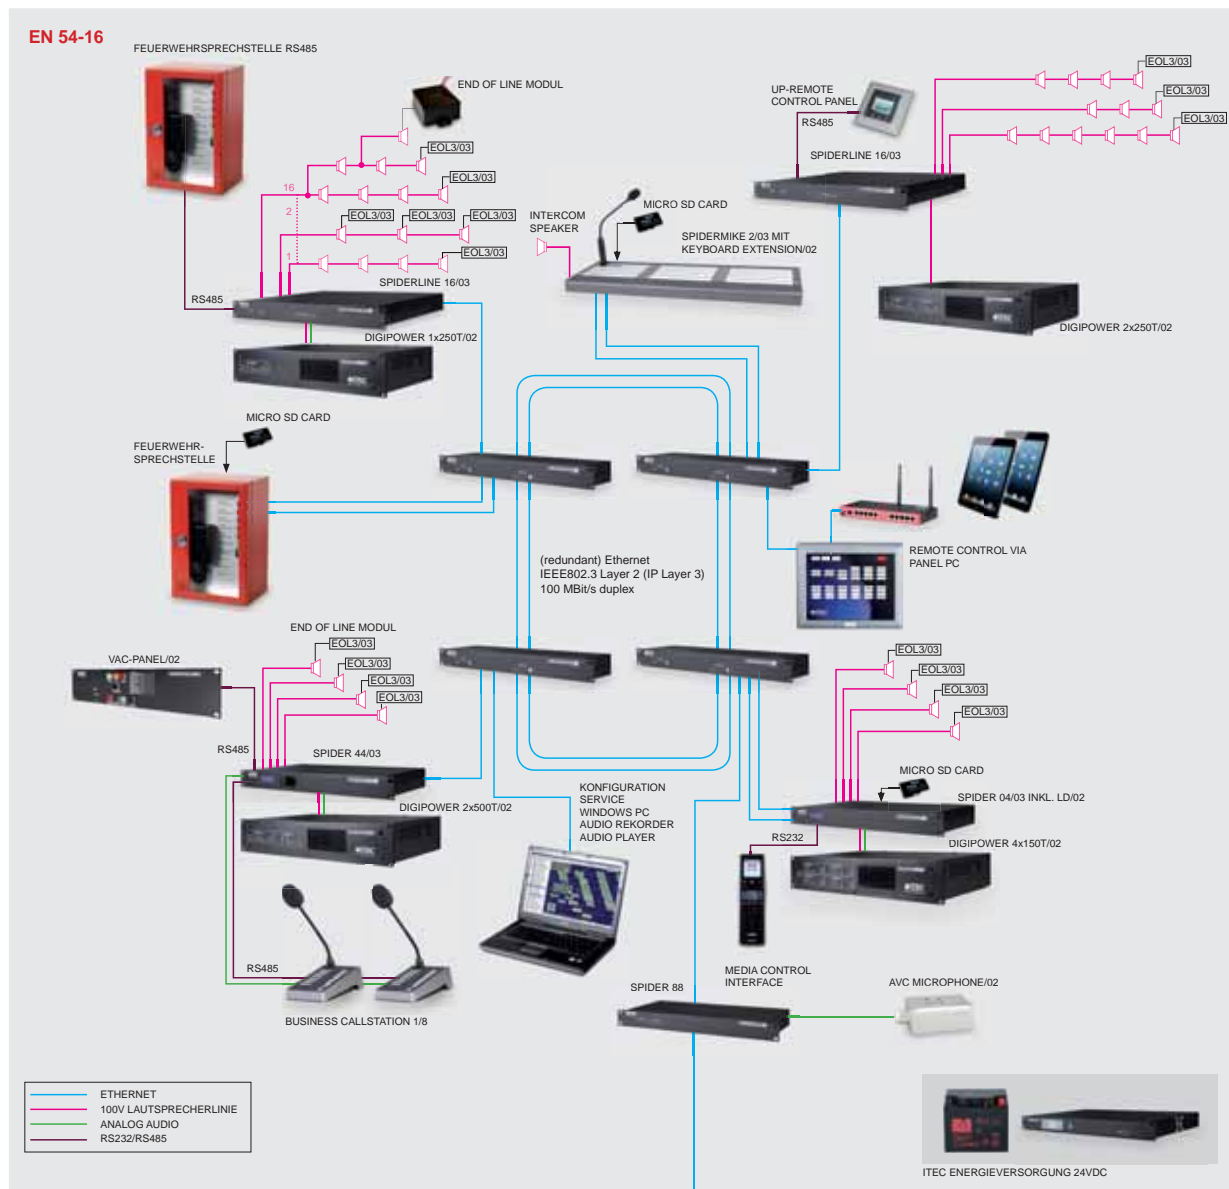 EN 54-16
FEUERWEHRSPRECHSTELLE RS485
END OF LINE MODUL
EOL3/03
16
EOL3/03
2
EOL3/03
EOL3/03
EOL3/03
1
EOL3/03
SPIDERLINE 16/03
RS485
DIGIPOWER 1x250T/02
INTERCOM
SPEAKER
MICRO SD CARD
SPIDERMIKE 2/03 MIT
KEYBOARD EXTENSION/02
UP-REMOTE
CONTROL PANEL
RS485
EOL3/03
EOL3/03
EOL3/03
SPIDERLINE 16/03
DIGIPOWER 2x250T/02
MICRO SD CARD
FEUERWEHR-
SPRECHSTELLE
(redundant) Ethernet
IEEE802.3 Layer 2 (IP Layer 3)
100 MBit/s duplex
REMOTE CONTROL VIA
PANEL PC
END OF LINE MODUL
EOL3/03
EOL3/03
EOL3/03
EOL3/03
VAC-PANEL/02
RS485
SPIDER 44/03
DIGIPOWER 2x500T/02
RS485
BUSINESS CALLSTATION 1/8
KONFIGURATION
SERVICE
WINDOWS PC
AUDIO REKORDER
AUDIO PLAYER
EOL3/03
EOL3/03
EOL3/03
EOL3/03
MICRO SD CARD
SPIDER 04/03 INKL. LD/02
RS232
DIGIPOWER 4x150T/02
MEDIA CONTROL
INTERFACE
SPIDER 88
AVC MICROPHONE/02
ETHERNET
100V LAUTSPRECHERLINIE
ANALOG AUDIO
RS232/RS485
ITEC ENERGIEVERSORGUNG 24VDC